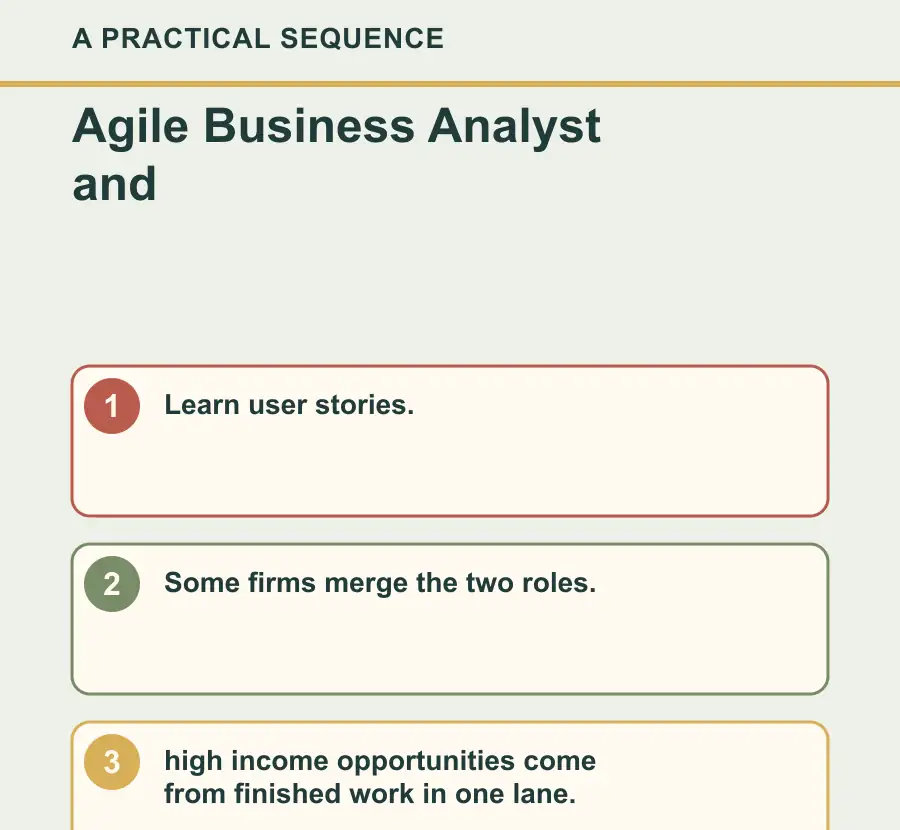 A PRACTICAL SEQUENCE
Agile Business Analyst
and
1
Learn user stories.
2
Some firms merge the two roles.
3
high income opportunities come
from finished work in one lane.